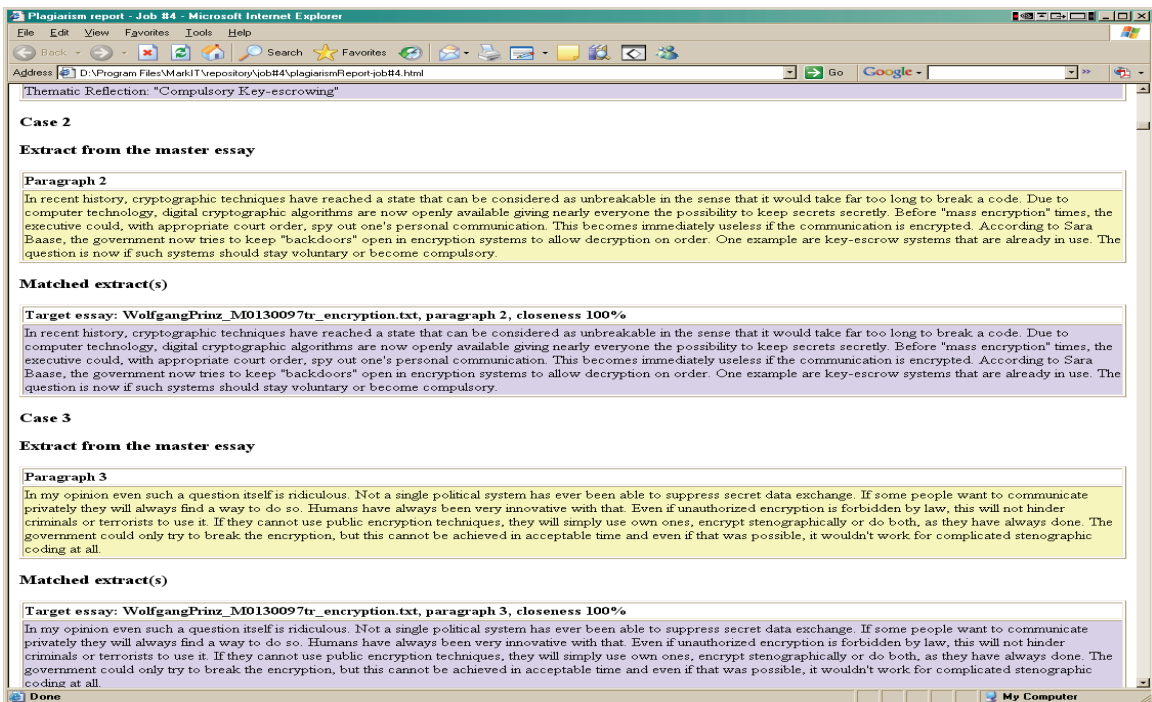 Plagiarism report - Job #4 - Microsoft Internet Explorer
File Edit View Favorites Tools Help
Back Search Favorites
Address D:\Program Files\MarkIT\repository\job#4\plagiarismReport-job#4.html Go Google
Thematic Reflection: "Compulsory Key-escrowing"
Case 2
Extract from the master essay
Paragraph 2
In recent history, cryptographic techniques have reached a state that can be considered as unbreakable in the sense that it would take far too long to break a code. Due to
computer technology, digital cryptographic algorithms are now openly available giving nearly everyone the possibility to keep secrets secretly. Before "mass encryption" times, the
executive could, with appropriate court order, spy out one's personal communication. This becomes immediately useless if the communication is encrypted. According to Sara
Baase, the government now tries to keep "backdoors" open in encryption systems to allow decryption on order. One example are key-escrow systems that are already in use. The
question is now if such systems should stay voluntary or become compulsory.
Matched extract(s)
Target essay: WolfgangPrinz_M0130097tr_encryption.txt, paragraph 2, closeness 100%
In recent history, cryptographic techniques have reached a state that can be considered as unbreakable in the sense that it would take far too long to break a code. Due to
computer technology, digital cryptographic algorithms are now openly available giving nearly everyone the possibility to keep secrets secretly. Before "mass encryption" times, the
executive could, with appropriate court order, spy out one's personal communication. This becomes immediately useless if the communication is encrypted. According to Sara
Baase, the government now tries to keep "backdoors" open in encryption systems to allow decryption on order. One example are key-escrow systems that are already in use. The
question is now if such systems should stay voluntary or become compulsory.
Case 3
Extract from the master essay
Paragraph 3
In my opinion even such a question itself is ridiculous. Not a single political system has ever been able to suppress secret data exchange. If some people want to communicate
privately they will always find a way to do so. Humans have always been very innovative with that. Even if unauthorized encryption is forbidden by law, this will not hinder
criminals or terrorists to use it. If they cannot use public encryption techniques, they will simply use own ones, encrypt stenographically or do both, as they have always done. The
government could only try to break the encryption, but this cannot be achieved in acceptable time and even if that was possible, it wouldn't work for complicated stenographic
coding at all.
Matched extract(s)
Target essay: WolfgangPrinz_M0130097tr_encryption.txt, paragraph 3, closeness 100%
In my opinion even such a question itself is ridiculous. Not a single political system has ever been able to suppress secret data exchange. If some people want to communicate
privately they will always find a way to do so. Humans have always been very innovative with that. Even if unauthorized encryption is forbidden by law, this will not hinder
criminals or terrorists to use it. If they cannot use public encryption techniques, they will simply use own ones, encrypt stenographically or do both, as they have always done. The
government could only try to break the encryption, but this cannot be achieved in acceptable time and even if that was possible, it wouldn't work for complicated stenographic
coding at all.
Done My Computer